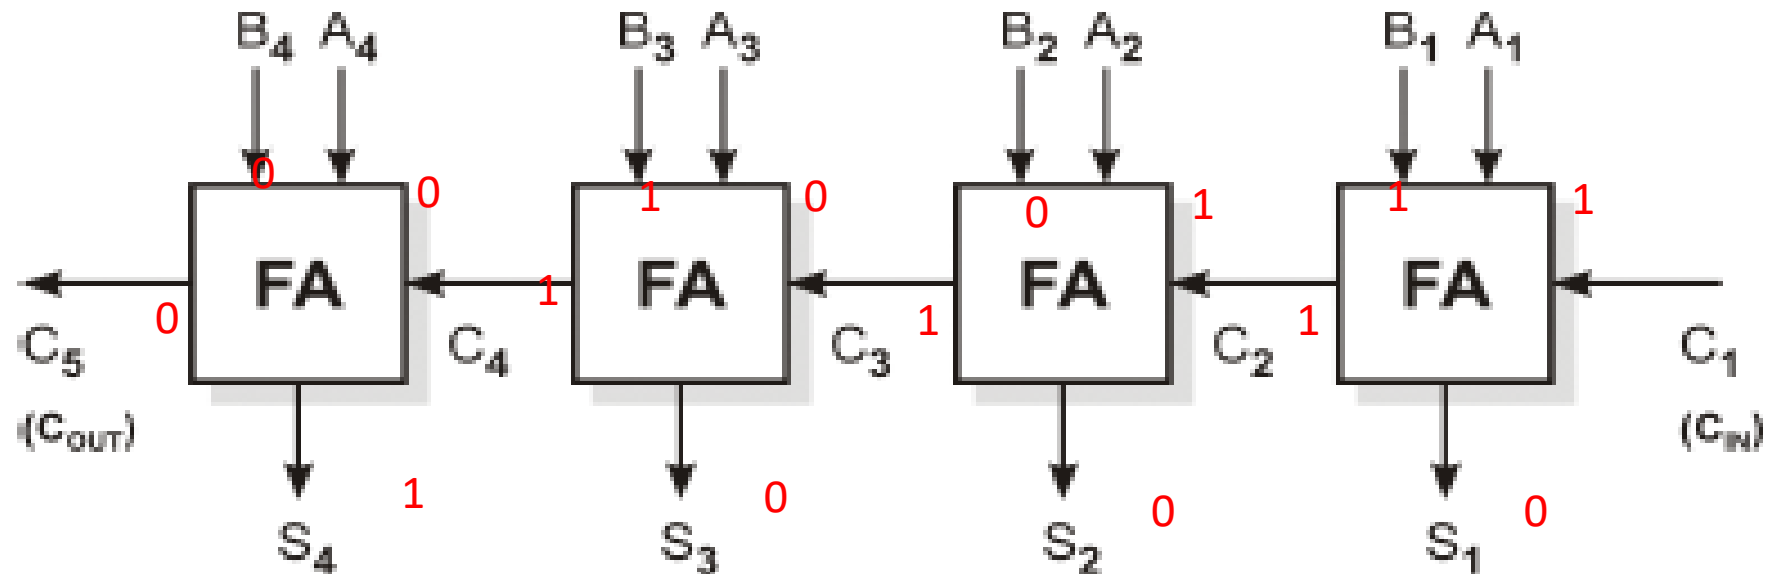 B4 A4 B3 A3 B2 A2 B1 A1
0 0 1 0 0 1 1 1
FA FA FA FA
0 1 1 1
C5 C4 C3 C2 C1
(COUT) (CIN)
1 0 0 0
S4 S3 S2 S1